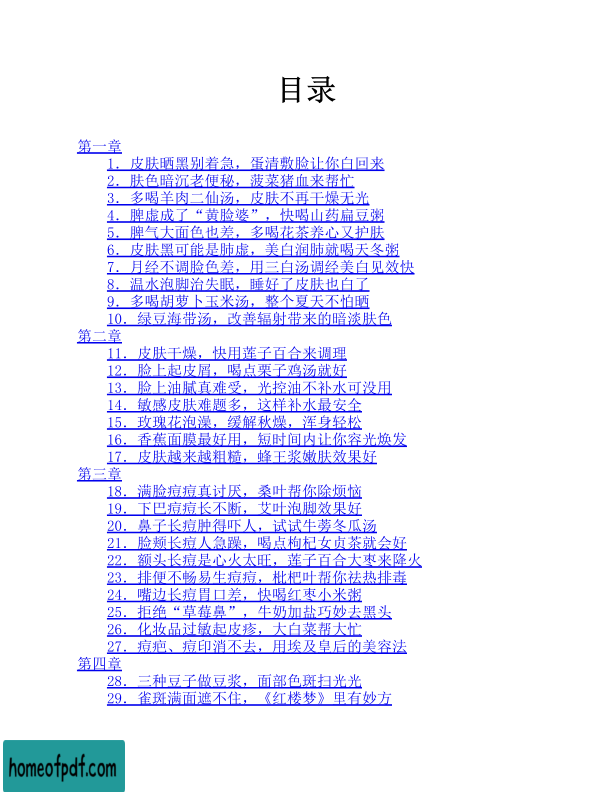 目录
第一章
1．皮肤晒黑别着急，蛋清敷脸让你白回来
2．肤色暗沉老便秘，菠菜猪血来帮忙
3．多喝羊肉二仙汤，皮肤不再干燥无光
4．脾虚成了“黄脸婆”，快喝山药扁豆粥
5．脾气大面色也差，多喝花茶养心又护肤
6．皮肤黑可能是肺虚，美白润肺就喝天冬粥
7．月经不调脸色差，用三白汤调经美白见效快
8．温水泡脚治失眠，睡好了皮肤也白了
9．多喝胡萝卜玉米汤，整个夏天不怕晒
10．绿豆海带汤，改善辐射带来的暗淡肤色
第二章
11．皮肤干燥，快用莲子百合来调理
12．脸上起皮屑，喝点栗子鸡汤就好
13．脸上油腻真难受，光控油不补水可没用
14．敏感皮肤难题多，这样补水最安全
15．玫瑰花泡澡，缓解秋燥，浑身轻松
16．香蕉面膜最好用，短时间内让你容光焕发
17．皮肤越来越粗糙，蜂王浆嫩肤效果好
第三章
18．满脸痘痘真讨厌，桑叶帮你除烦恼
19．下巴痘痘长不断，艾叶泡脚效果好
20．鼻子长痘肿得吓人，试试牛蒡冬瓜汤
21．脸颊长痘人急躁，喝点枸杞女贞茶就会好
22．额头长痘是心火太旺，莲子百合大枣来降火
23．排便不畅易生痘痘，枇杷叶帮你祛热排毒
24．嘴边长痘胃口差，快喝红枣小米粥
25．拒绝“草莓鼻”，牛奶加盐巧妙去黑头
26．化妆品过敏起皮疹，大白菜帮大忙
27．痘疤、痘印消不去，用埃及皇后的美容法
第四章
28．三种豆子做豆浆，面部色斑扫光光
29．雀斑满面遮不住，《红楼梦》里有妙方
homeofpdf.com